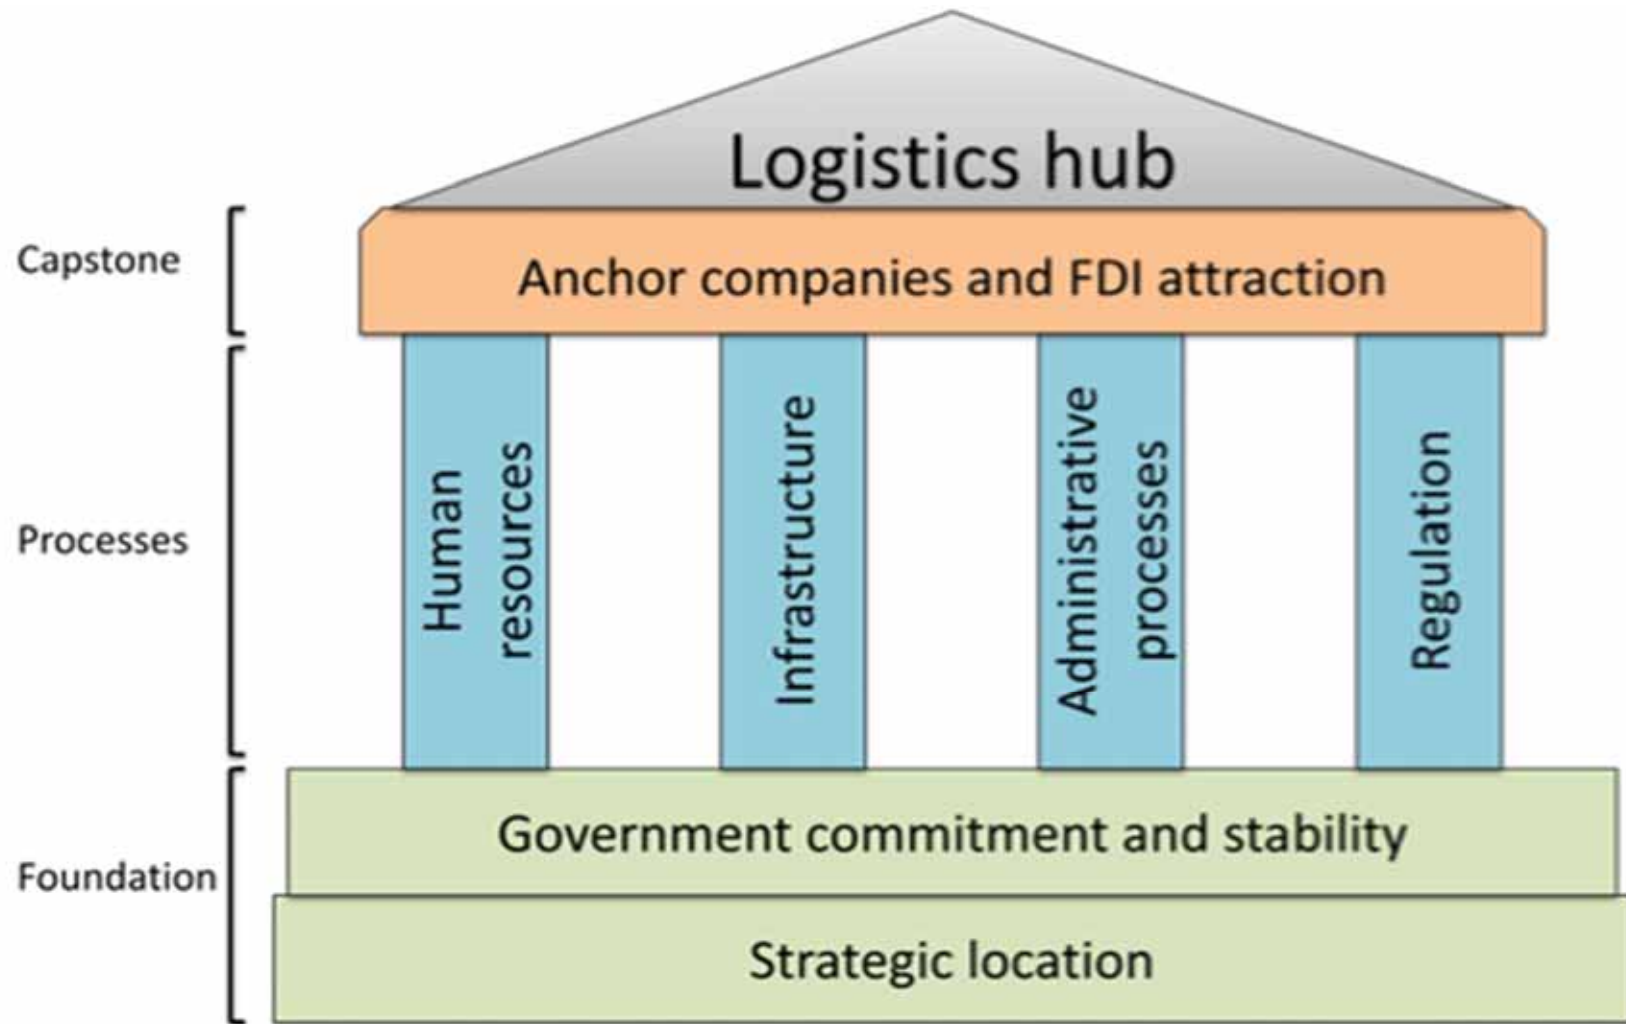 Logistics hub
Capstone
Anchor companies and FDI attraction
Processes
Human
resources
Infrastructure
Administrative
processes
Regulation
Foundation
Government commitment and stability
Strategic location